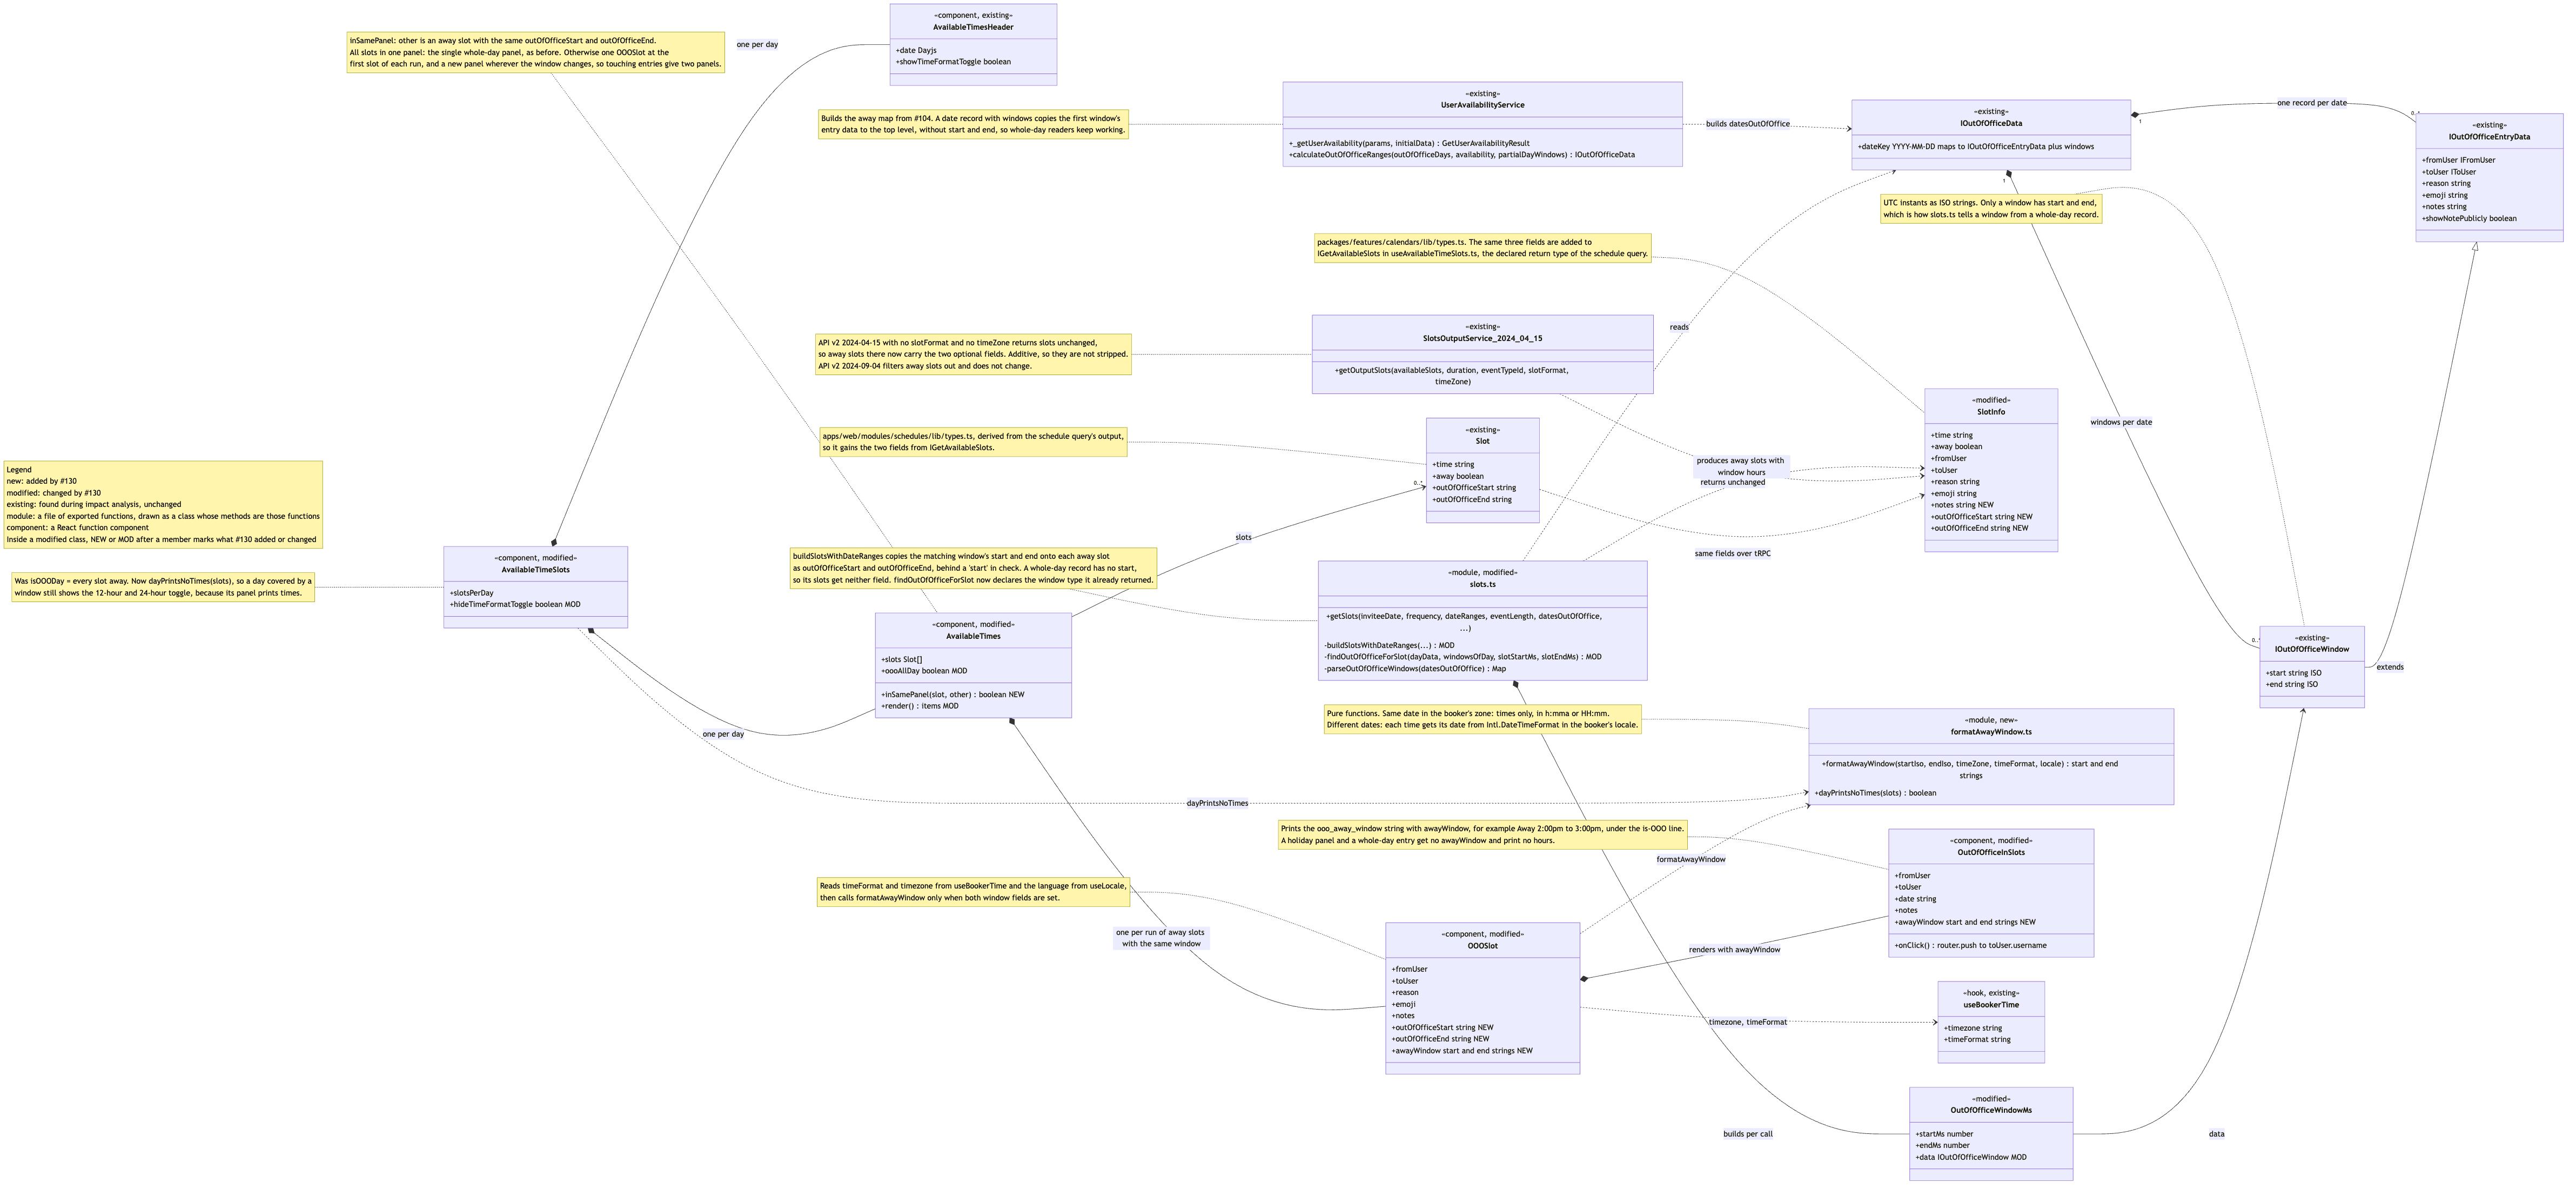 «component, existing»
AvailableTimesHeader
+date Dayjs
+showTimeFormatToggle boolean
one per day
inSamePanel: other is an away slot with the same outOfOfficeStart and outOfOfficeEnd.
All slots in one panel: the single whole-day panel, as before. Otherwise one OOOSlot at the
first slot of each run, and a new panel wherever the window changes, so touching entries give two panels.
Builds the away map from #104. A date record with windows copies the first window's
entry data to the top level, without start and end, so whole-day readers keep working.
«existing»
UserAvailabilityService
+_getUserAvailability(params, initialData) : GetUserAvailabilityResult
+calculateOutOfOfficeRanges(outOfOfficeDays, availability, partialDayWindows) : IOutOfOfficeData
builds datesOutOfOffice
«existing»
IOutOfOfficeData
+dateKey YYYY-MM-DD maps to IOutOfOfficeEntryData plus windows
1
one record per date
0..*
«existing»
IOutOfOfficeEntryData
+fromUser IFromUser
+toUser IToUser
+reason string
+emoji string
+notes string
+showNotePublicly boolean
1
UTC instants as ISO strings. Only a window has start and end,
which is how slots.ts tells a window from a whole-day record.
packages/features/calendars/lib/types.ts. The same three fields are added to
IGetAvailableSlots in useAvailableTimeSlots.ts, the declared return type of the schedule query.
API v2 2024-04-15 with no slotFormat and no timeZone returns slots unchanged,
so away slots there now carry the two optional fields. Additive, so they are not stripped.
API v2 2024-09-04 filters away slots out and does not change.
«existing»
SlotsOutputService_2024_04_15
+getOutputSlots(availableSlots, duration, eventTypeId, slotFormat,
timeZone)
reads
apps/web/modules/schedules/lib/types.ts, derived from the schedule query's output,
so it gains the two fields from IGetAvailableSlots.
«existing»
Slot
+time string
+away boolean
+outOfOfficeStart string
+outOfOfficeEnd string
0..*
slots
produces away slots with
window hours
returns unchanged
same fields over tRPC
«modified»
SlotInfo
+time string
+away boolean
+fromUser
+toUser
+reason string
+emoji string
+notes string NEW
+outOfOfficeStart string NEW
+outOfOfficeEnd string NEW
windows per date
Legend
new: added by #130
modified: changed by #130
existing: found during impact analysis, unchanged
module: a file of exported functions, drawn as a class whose methods are those functions
component: a React function component
Inside a modified class, NEW or MOD after a member marks what #130 added or changed
Was isOOODay = every slot away. Now dayPrintsNoTimes(slots), so a day covered by a
window still shows the 12-hour and 24-hour toggle, because its panel prints times.
«component, modified»
AvailableTimeSlots
+slotsPerDay
+hideTimeFormatToggle boolean MOD
buildSlotsWithDateRanges copies the matching window's start and end onto each away slot
as outOfOfficeStart and outOfOfficeEnd, behind a 'start' in check. A whole-day record has no start,
so its slots get neither field. findOutOfOfficeForSlot now declares the window type it already returned.
«component, modified»
AvailableTimes
+slots Slot[]
+oooAllDay boolean MOD
+inSamePanel(slot, other) : boolean NEW
+render() : items MOD
one per day
«module, modified»
slots.ts
+getSlots(inviteeDate, frequency, dateRanges, eventLength, datesOutOfOffice,
...)
-buildSlotsWithDateRanges(...) : MOD
-findOutOfOfficeForSlot(dayData, windowsOfDay, slotStartMs, slotEndMs) : MOD
-parseOutOfOfficeWindows(datesOutOfOffice) : Map
«existing»
IOutOfOfficeWindow
+start string ISO
+end string ISO
extends
Pure functions. Same date in the booker's zone: times only, in h:mma or HH:mm.
Different dates: each time gets its date from Intl.DateTimeFormat in the booker's locale.
«module, new»
formatAwayWindow.ts
+formatAwayWindow(startIso, endIso, timeZone, timeFormat, locale) : start and end
strings
+dayPrintsNoTimes(slots) : boolean
dayPrintsNoTimes
Prints the ooo_away_window string with awayWindow, for example Away 2:00pm to 3:00pm, under the is-OOO line.
A holiday panel and a whole-day entry get no awayWindow and print no hours.
formatAwayWindow
«component, modified»
OutOfOfficeInSlots
+fromUser
+toUser
+date string
+notes
+awayWindow start and end strings NEW
+onClick() : router.push to toUser.username
Reads timeFormat and timezone from useBookerTime and the language from useLocale,
then calls formatAwayWindow only when both window fields are set.
one per run of away slots
with the same window
«component, modified»
OOOSlot
+fromUser
+toUser
+reason
+emoji
+notes
+outOfOfficeStart string NEW
+outOfOfficeEnd string NEW
+awayWindow start and end strings NEW
renders with awayWindow
timezone, timeFormat
«hook, existing»
useBookerTime
+timezone string
+timeFormat string
builds per call
«modified»
OutOfOfficeWindowMs
+startMs number
+endMs number
+data IOutOfOfficeWindow MOD
data